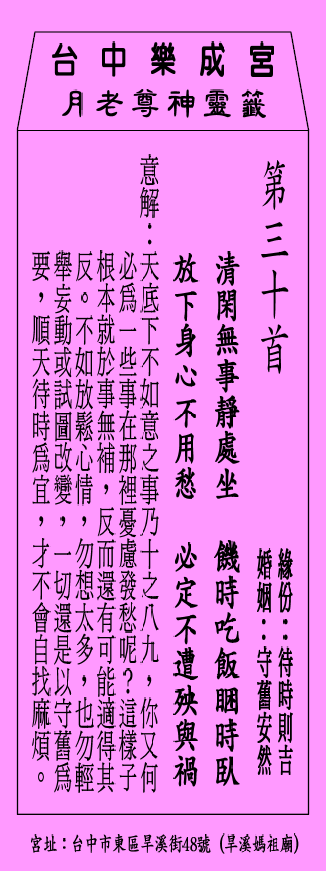 台中樂成宮
月老尊神靈籤
第三十首
緣份：待時則吉
婚姻：守舊安然
清閑無事靜處坐　饑時吃飯睏時臥
放下身心不用愁　必定不遭殃與禍
意解：天底下不如意之事乃十之八九，你又何
必為一些事在那裡憂慮發愁呢？這樣子
根本就於事無補，反而還有可能適得其
反。不如放鬆心情，勿想太多，也勿輕
舉妄動或試圖改變，一切還是以守舊為
要，順天待時為宜，才不會自找麻煩。
宮址：台中市東區旱溪街48號（旱溪媽祖廟）